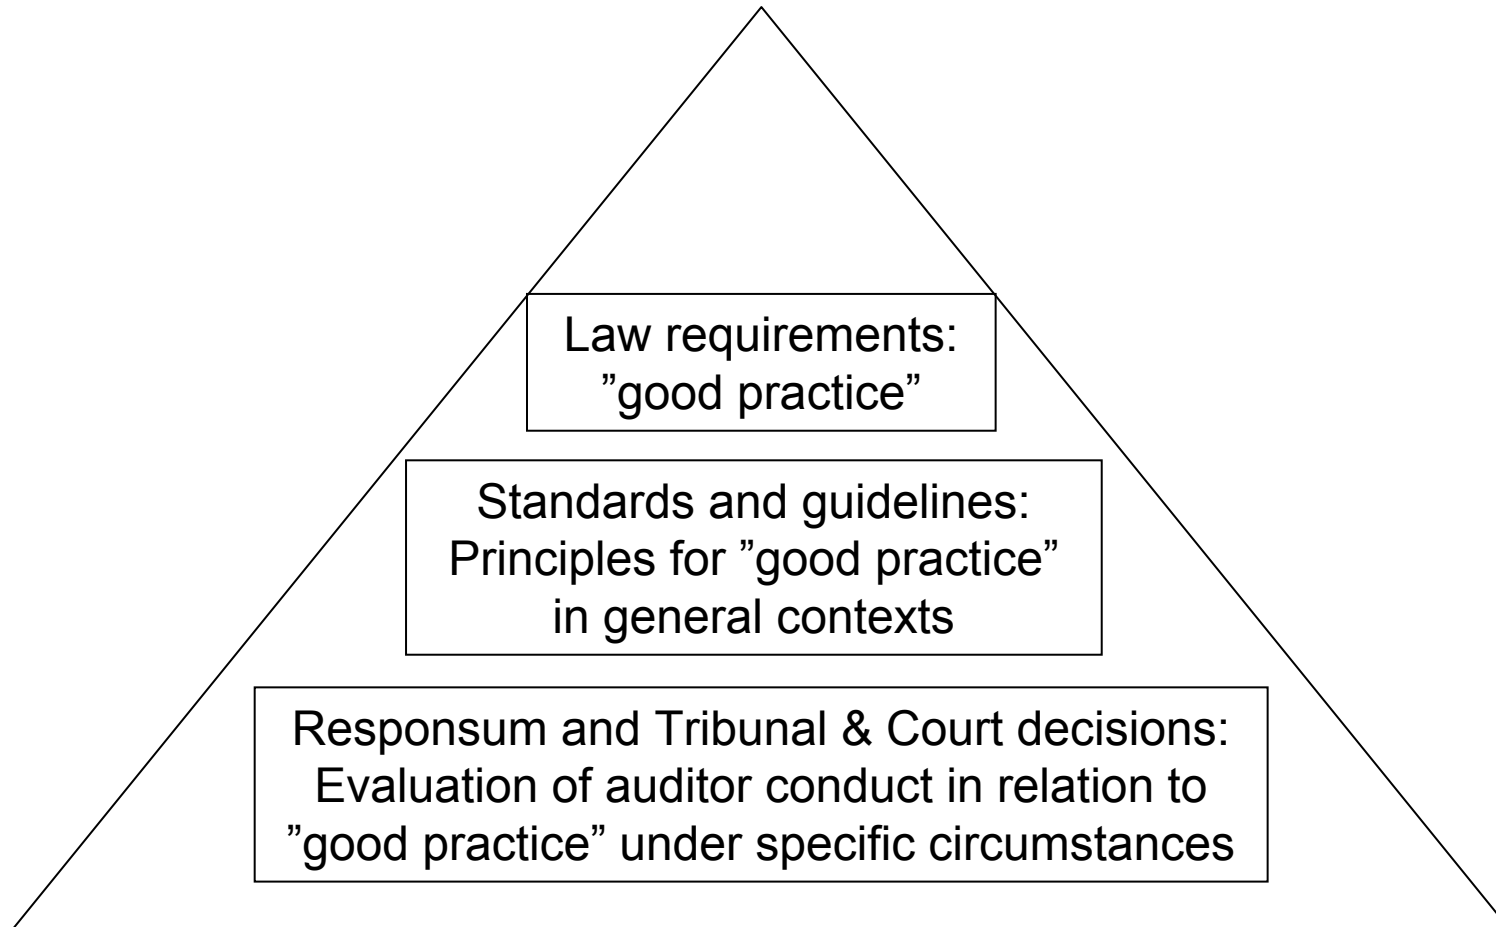 Law requirements:
”good practice”
Standards and guidelines:
Principles for ”good practice”
in general contexts
Responsum and Tribunal & Court decisions:
Evaluation of auditor conduct in relation to
”good practice” under specific circumstances